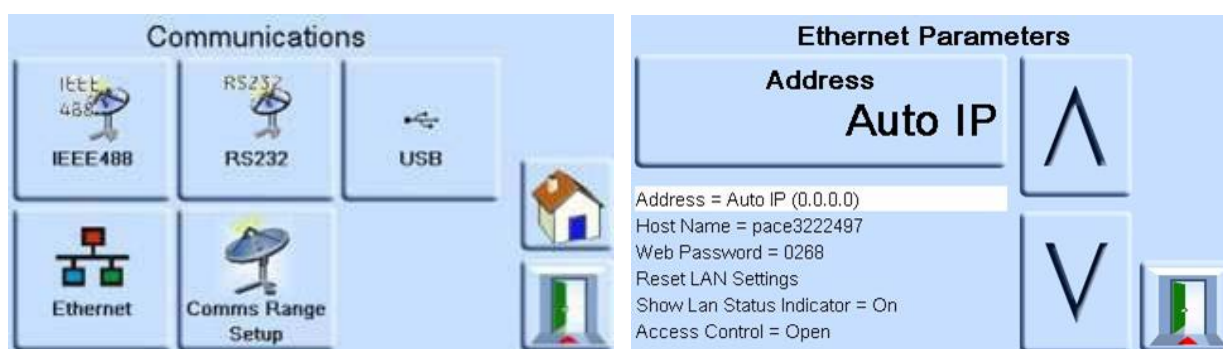 Communications
IEEE
488
RS232
IEEE488
RS232
USB
Ethernet
Comms Range
Setup
Ethernet Parameters
Address
Auto IP
Address = Auto IP (0.0.0.0)
Host Name = pace3222497
Web Password = 0268
Reset LAN Settings
Show Lan Status Indicator = On
Access Control = Open